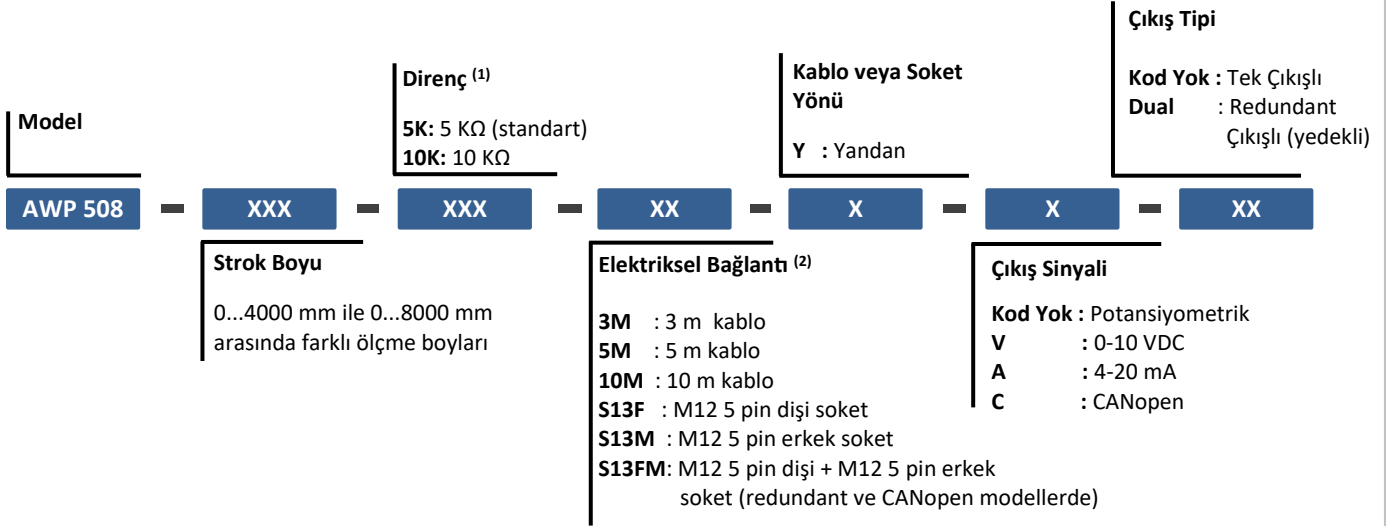 Model
Direnç (1)
5K: 5 KΩ (standart)
10K: 10 KΩ
Kablo veya Soket
Yönü
Y : Yandan
Çıkış Tipi
Kod Yok : Tek Çıkışlı
Dual : Redundant
Çıkışlı (yedekli)
AWP 508 - XXX - XXX - XX - X - X - XX
Strok Boyu
0...4000 mm ile 0...8000 mm
arasında farklı ölçme boyları
Elektriksel Bağlantı (2)
3M : 3 m kablo
5M : 5 m kablo
10M : 10 m kablo
S13F : M12 5 pin dişi soket
S13M : M12 5 pin erkek soket
S13FM: M12 5 pin dişi + M12 5 pin erkek
soket (redundant ve CANopen modellerde)
Çıkış Sinyali
Kod Yok : Potansiyometrik
V : 0-10 VDC
A : 4-20 mA
C : CANopen